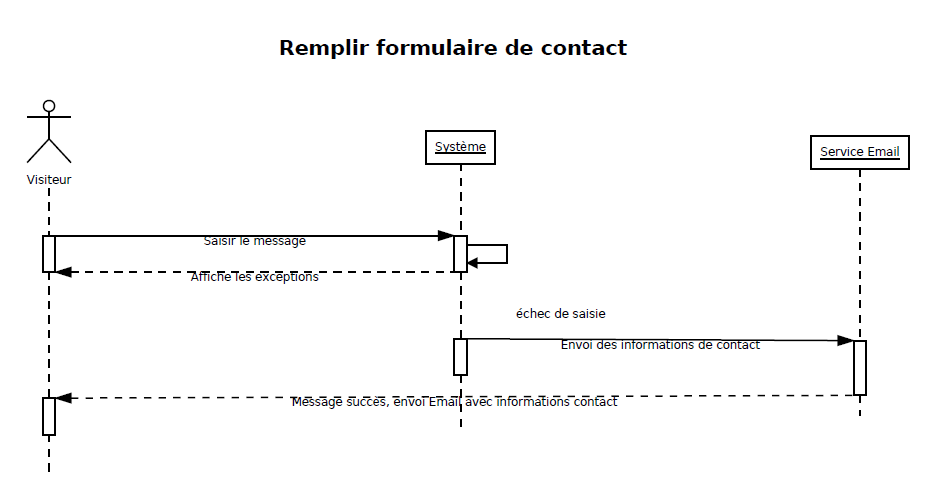 Remplir formulaire de contact
Système
Service Email
Visiteur
Saisir le message
Affiche les exceptions
échec de saisie
Envoi des informations de contact
Message succes, envoi Email avec informations contact